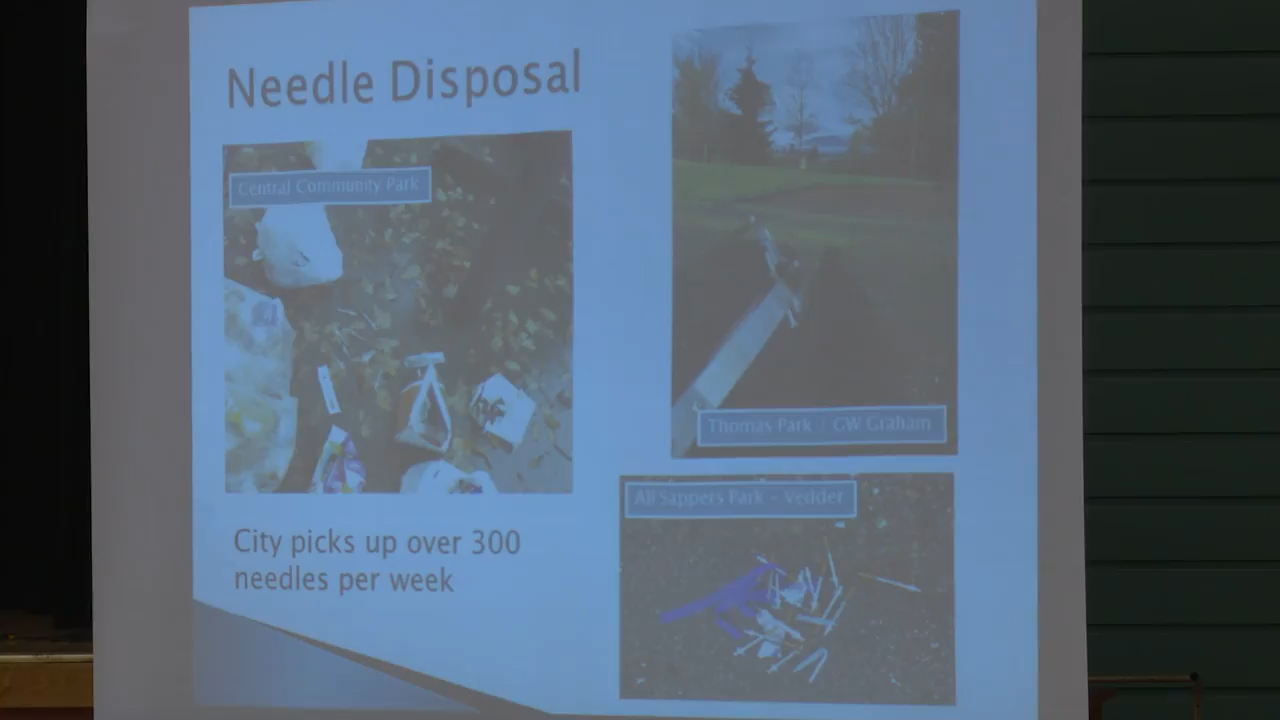 Needle Disposal
Central Community Park
Thomas Park / GW Graham
All Sappers Park - Vedder
City picks up over 300
needles per week